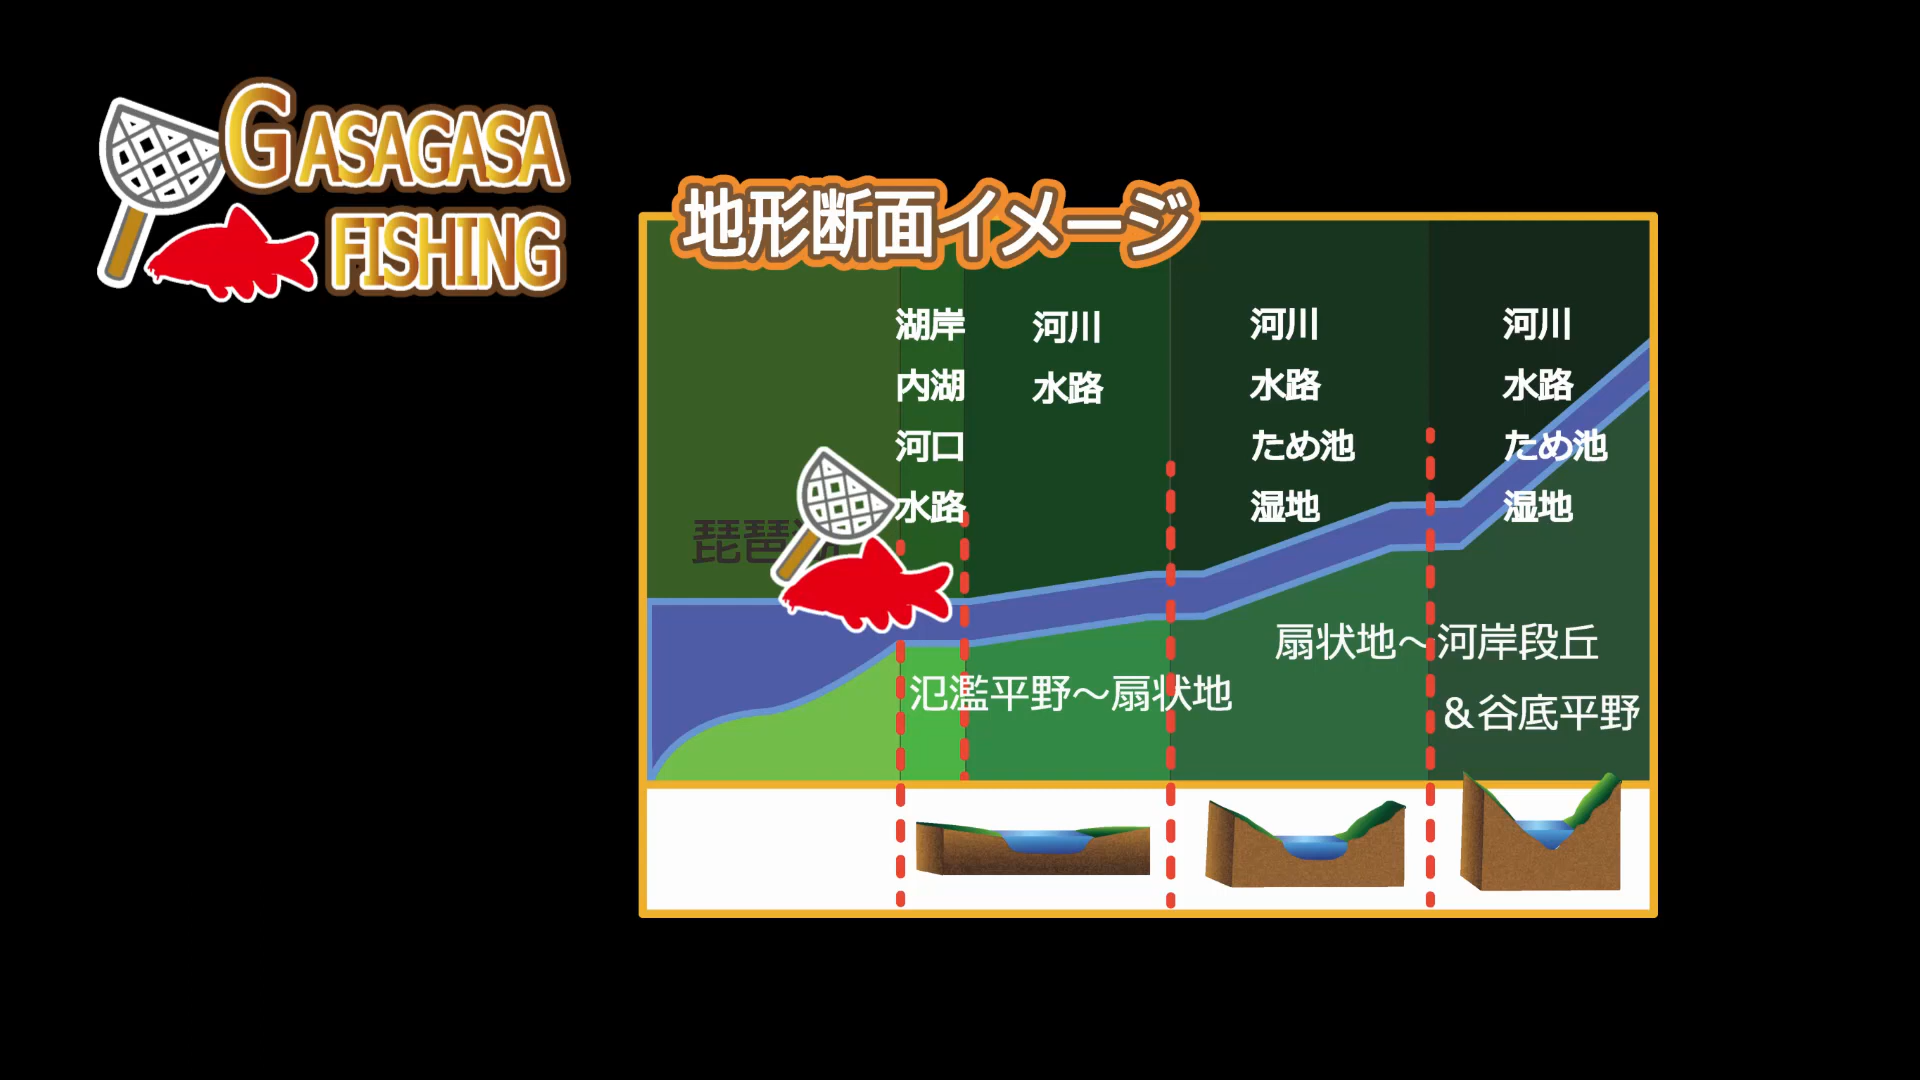 GASAGASA
FISHING
地形断面イメージ
湖岸
内湖
河口
水路
河川
水路
河川
水路
ため池
湿地
河川
水路
ため池
湿地
琵琶湖
氾濫平野～扇状地
扇状地～河岸段丘
＆谷底平野